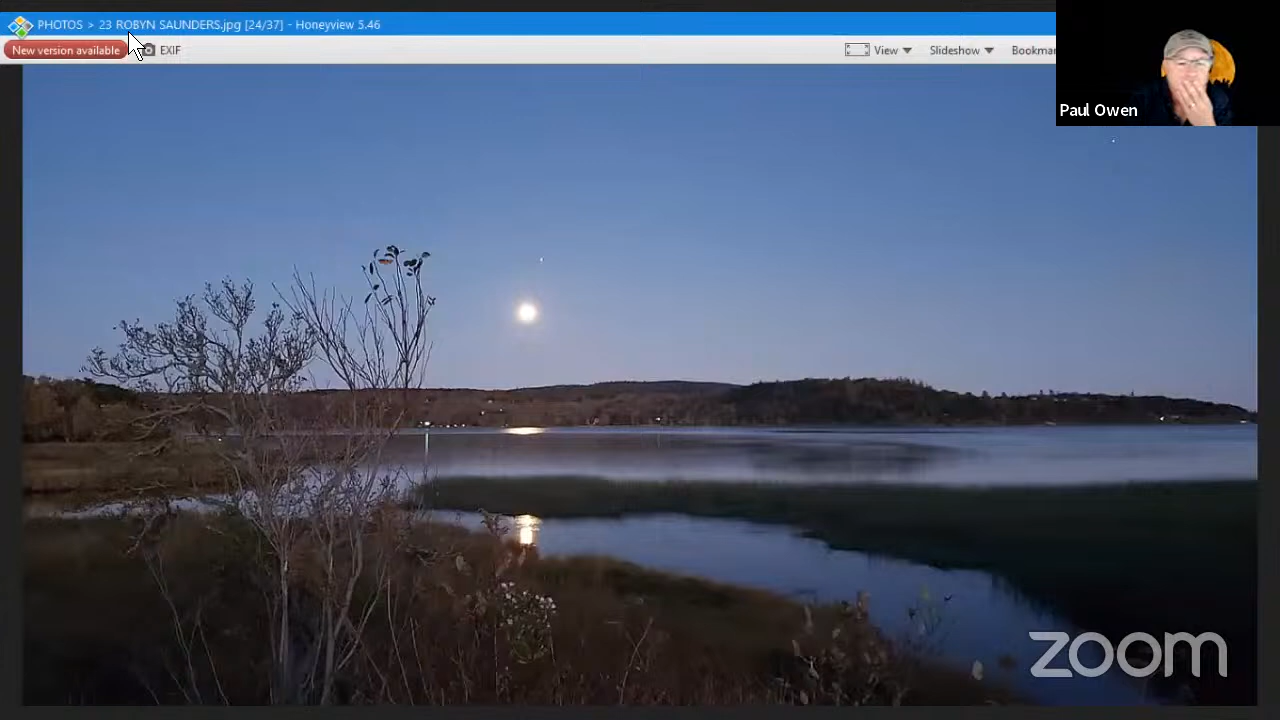 PHOTOS > 23 ROBYN SAUNDERS.jpg [24/37] - Honeyview 5.46
New version available
EXIF
View
Slideshow
Bookmar
Paul Owen
zoom